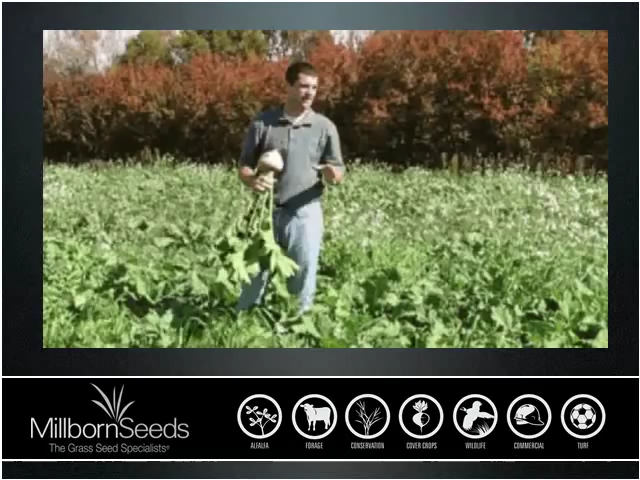 MillbornSeeds
The Grass Seed Specialists®
ALFALFA
FORAGE
CONSERVATION
COVER CROPS
WILDLIFE
COMMERCIAL
TURF